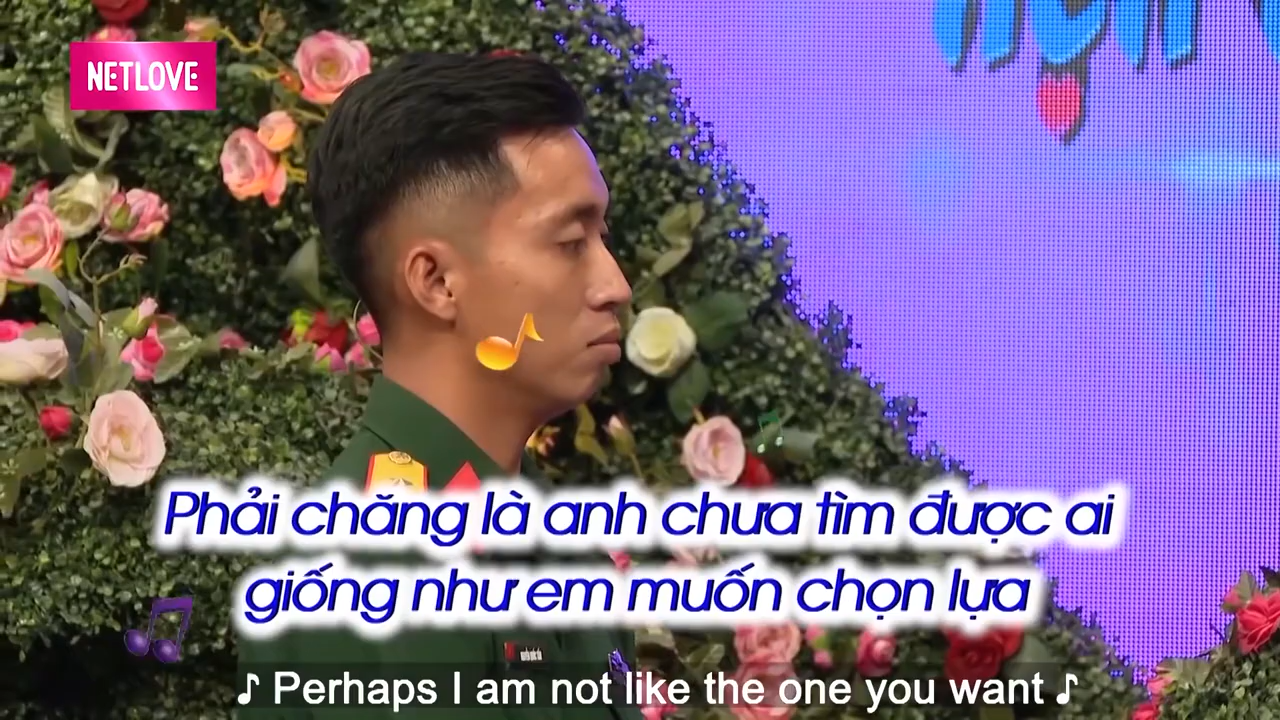 NETLOVE
Phải chăng là anh chưa tìm được ai
giống như em muốn chọn lựa
♪ Perhaps I am not like the one you want ♪